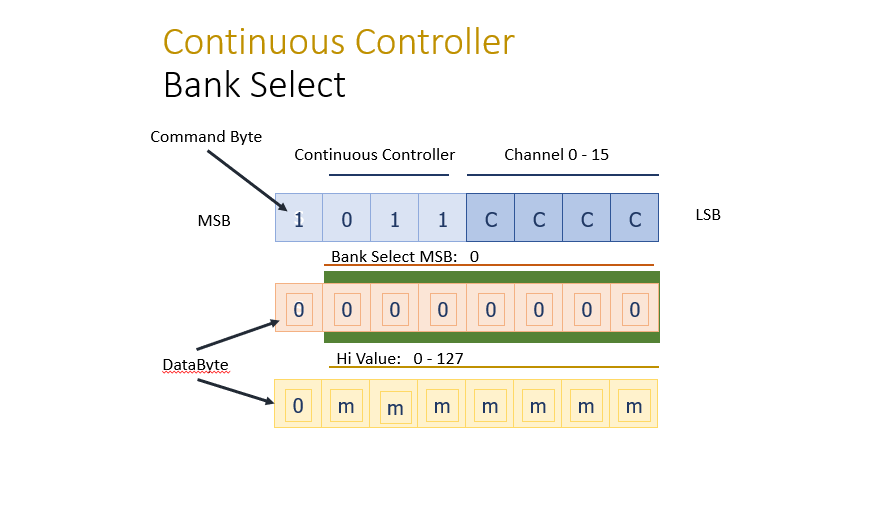 Continuous Controller
Bank Select
Command Byte
Continuous Controller Channel 0 - 15
MSB 1 0 1 1 C C C C LSB
Bank Select MSB: 0
0 0 0 0 0 0 0 0
Hi Value: 0 - 127
DataByte
0 m m m m m m m